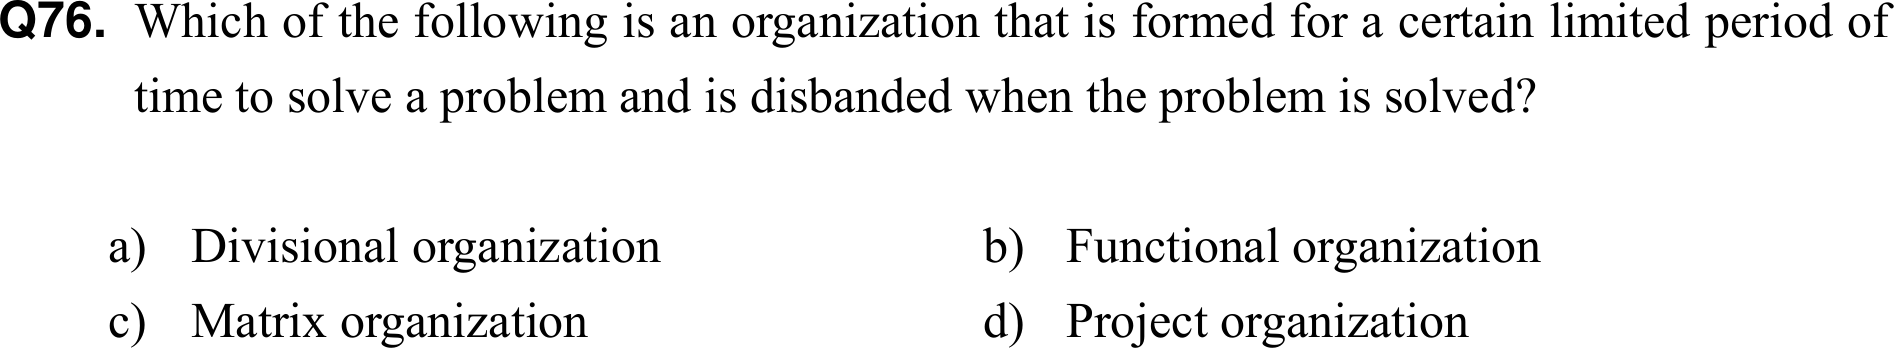 Q76. Which of the following is an organization that is formed for a certain limited period of
time to solve a problem and is disbanded when the problem is solved?
a) Divisional organization b) Functional organization
c) Matrix organization d) Project organization